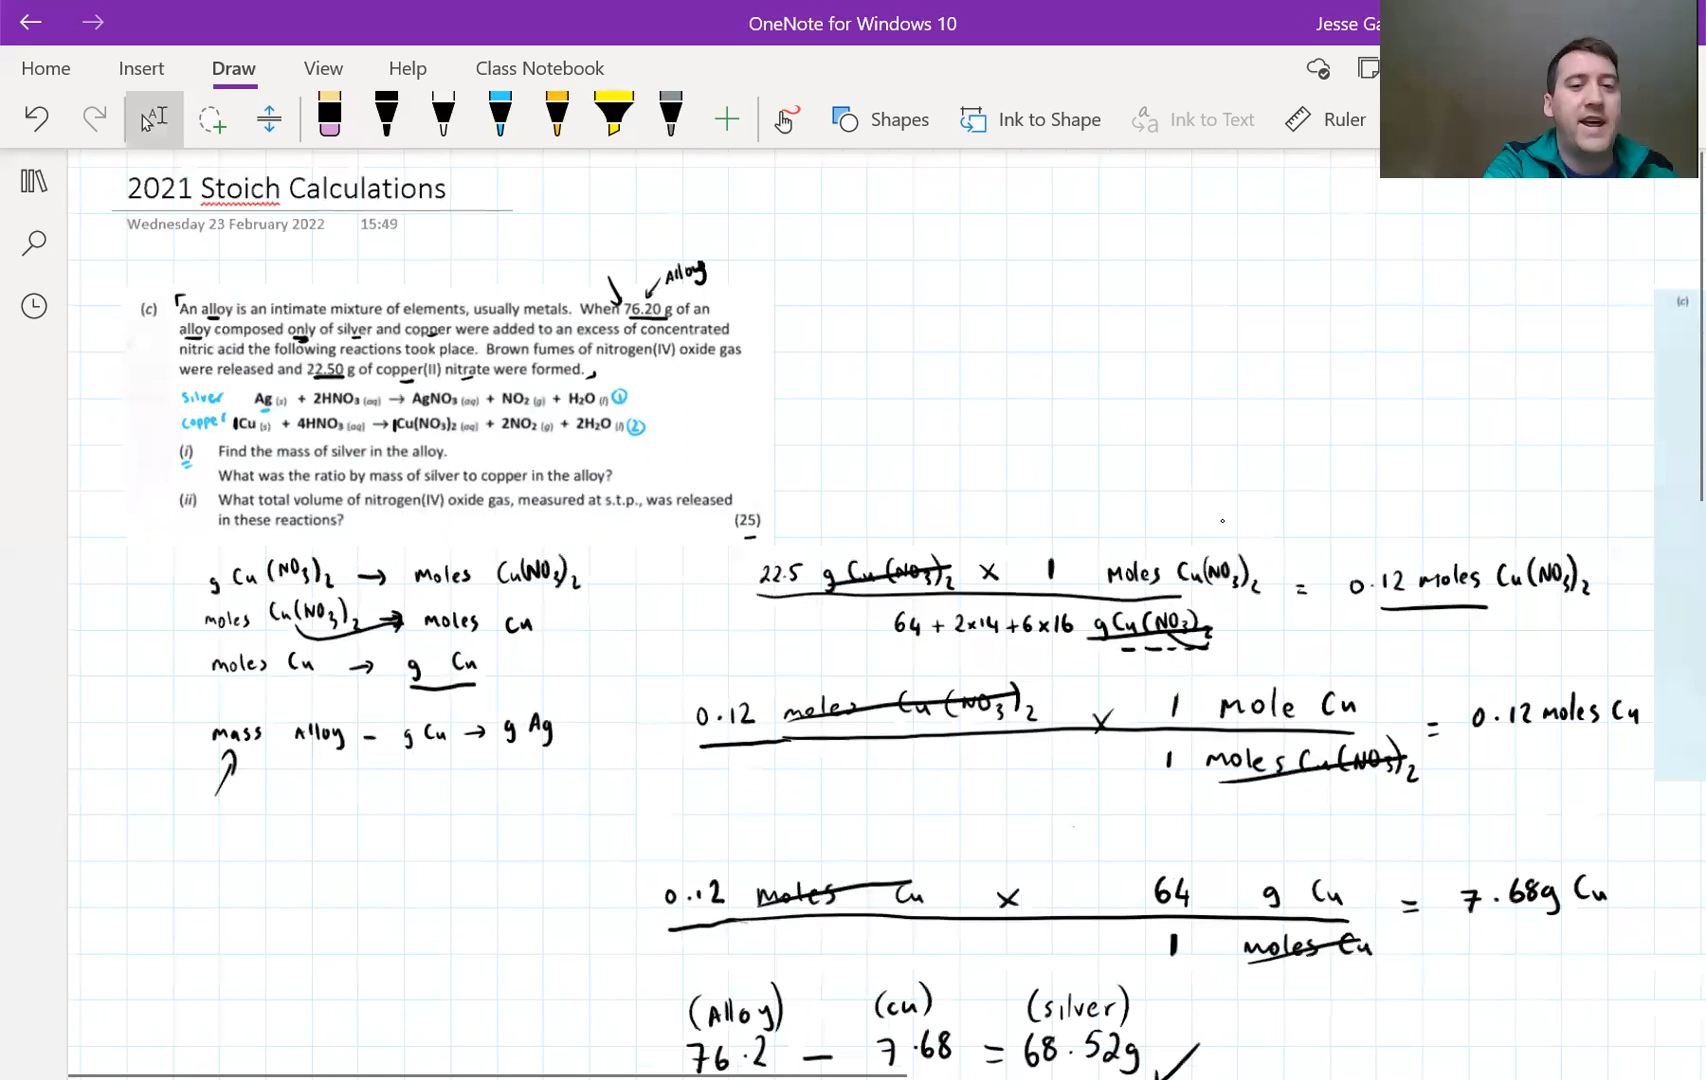 OneNote for Windows 10
Jesse Ga
Home Insert Draw View Help Class Notebook
Shapes Ink to Shape Ink to Text Ruler
2021 Stoich Calculations
Wednesday 23 February 2022 15:49
Alloy
(c) An alloy is an intimate mixture of elements, usually metals. When 76.20 g of an
alloy composed only of silver and copper were added to an excess of concentrated
nitric acid the following reactions took place. Brown fumes of nitrogen(IV) oxide gas
were released and 22.50 g of copper(II) nitrate were formed.
silver Ag (s) + 2HNO3 (aq) → AgNO3 (aq) + NO2 (g) + H2O (l) ①
copper 1Cu (s) + 4HNO3 (aq) → 1Cu(NO3)2 (aq) + 2NO2 (g) + 2H2O (l) ②
(i) Find the mass of silver in the alloy.
What was the ratio by mass of silver to copper in the alloy?
(ii) What total volume of nitrogen(IV) oxide gas, measured at s.t.p., was released
in these reactions?
(25)
(c)
g Cu(NO3)2 → Moles Cu(NO3)2
moles Cu(NO3)2 → moles Cu
moles Cu → g Cu
mass Alloy - g Cu → g Ag
22.5 g Cu(NO3)2 × 1 Moles Cu(NO3)2 = 0.12 moles Cu(NO3)2
64 + 2×14 + 6×16 g Cu(NO3)2
0.12 moles Cu(NO3)2 × 1 Mole Cu = 0.12 moles Cu
1 moles Cu(NO3)2
0.12 moles Cu × 64 g Cu = 7.68g Cu
1 moles Cu
(Alloy) (Cu) (silver)
76.2 - 7.68 = 68.52g